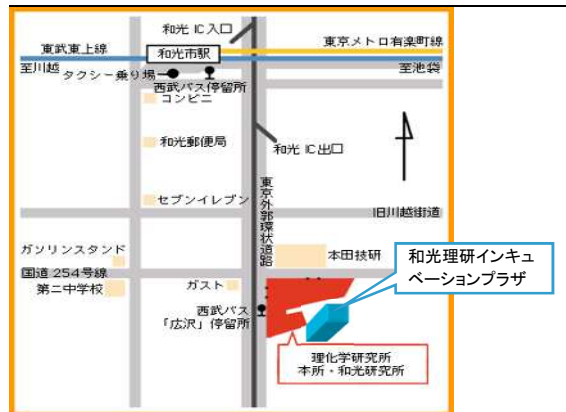 和光 IC 入口
東京メトロ有楽町線
東武東上線
和光市駅
至川越
至池袋
タクシー乗り場
西武バス停留所
コンビニ
和光郵便局
和光 IC 出口
セブンイレブン
東京外郭環状道路
旧川越街道
ガソリンスタンド
本田技研
和光理研インキュ
ベーションプラザ
国道 254号線
第二中学校
ガスト
西武バス
「広沢」停留所
理化学研究所
本所・和光研究所